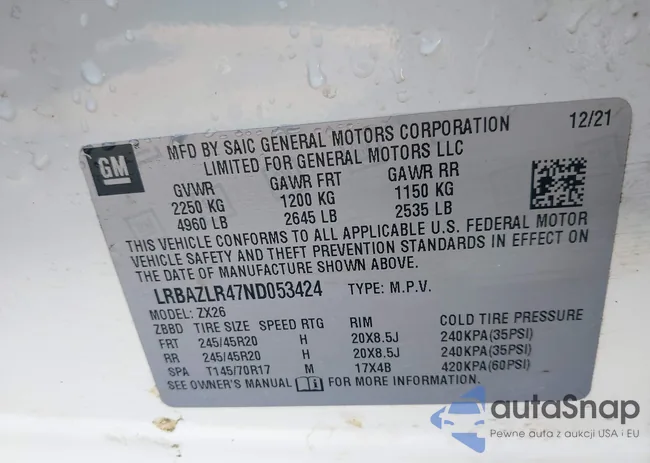 GM
MFD BY SAIC GENERAL MOTORS CORPORATION
12/21
LIMITED FOR GENERAL MOTORS LLC
GVWR GAWR FRT GAWR RR
2250 KG 1200 KG 1150 KG
4960 LB 2645 LB 2535 LB
THIS VEHICLE CONFORMS TO ALL APPLICABLE U.S. FEDERAL MOTOR
VEHICLE SAFETY AND THEFT PREVENTION STANDARDS IN EFFECT ON
THE DATE OF MANUFACTURE SHOWN ABOVE.
LRBAZLR47ND053424 TYPE: M.P.V.
MODEL: ZX26
ZBBD TIRE SIZE SPEED RTG RIM COLD TIRE PRESSURE
FRT 245/45R20 H 20X8.5J 240KPA(35PSI)
RR 245/45R20 H 20X8.5J 240KPA(35PSI)
SPA T145/70R17 M 17X4B 420KPA(60PSI)
SEE OWNER'S MANUAL FOR MORE INFORMATION.
autaSnap
Pewne auta z aukcji USA i EU